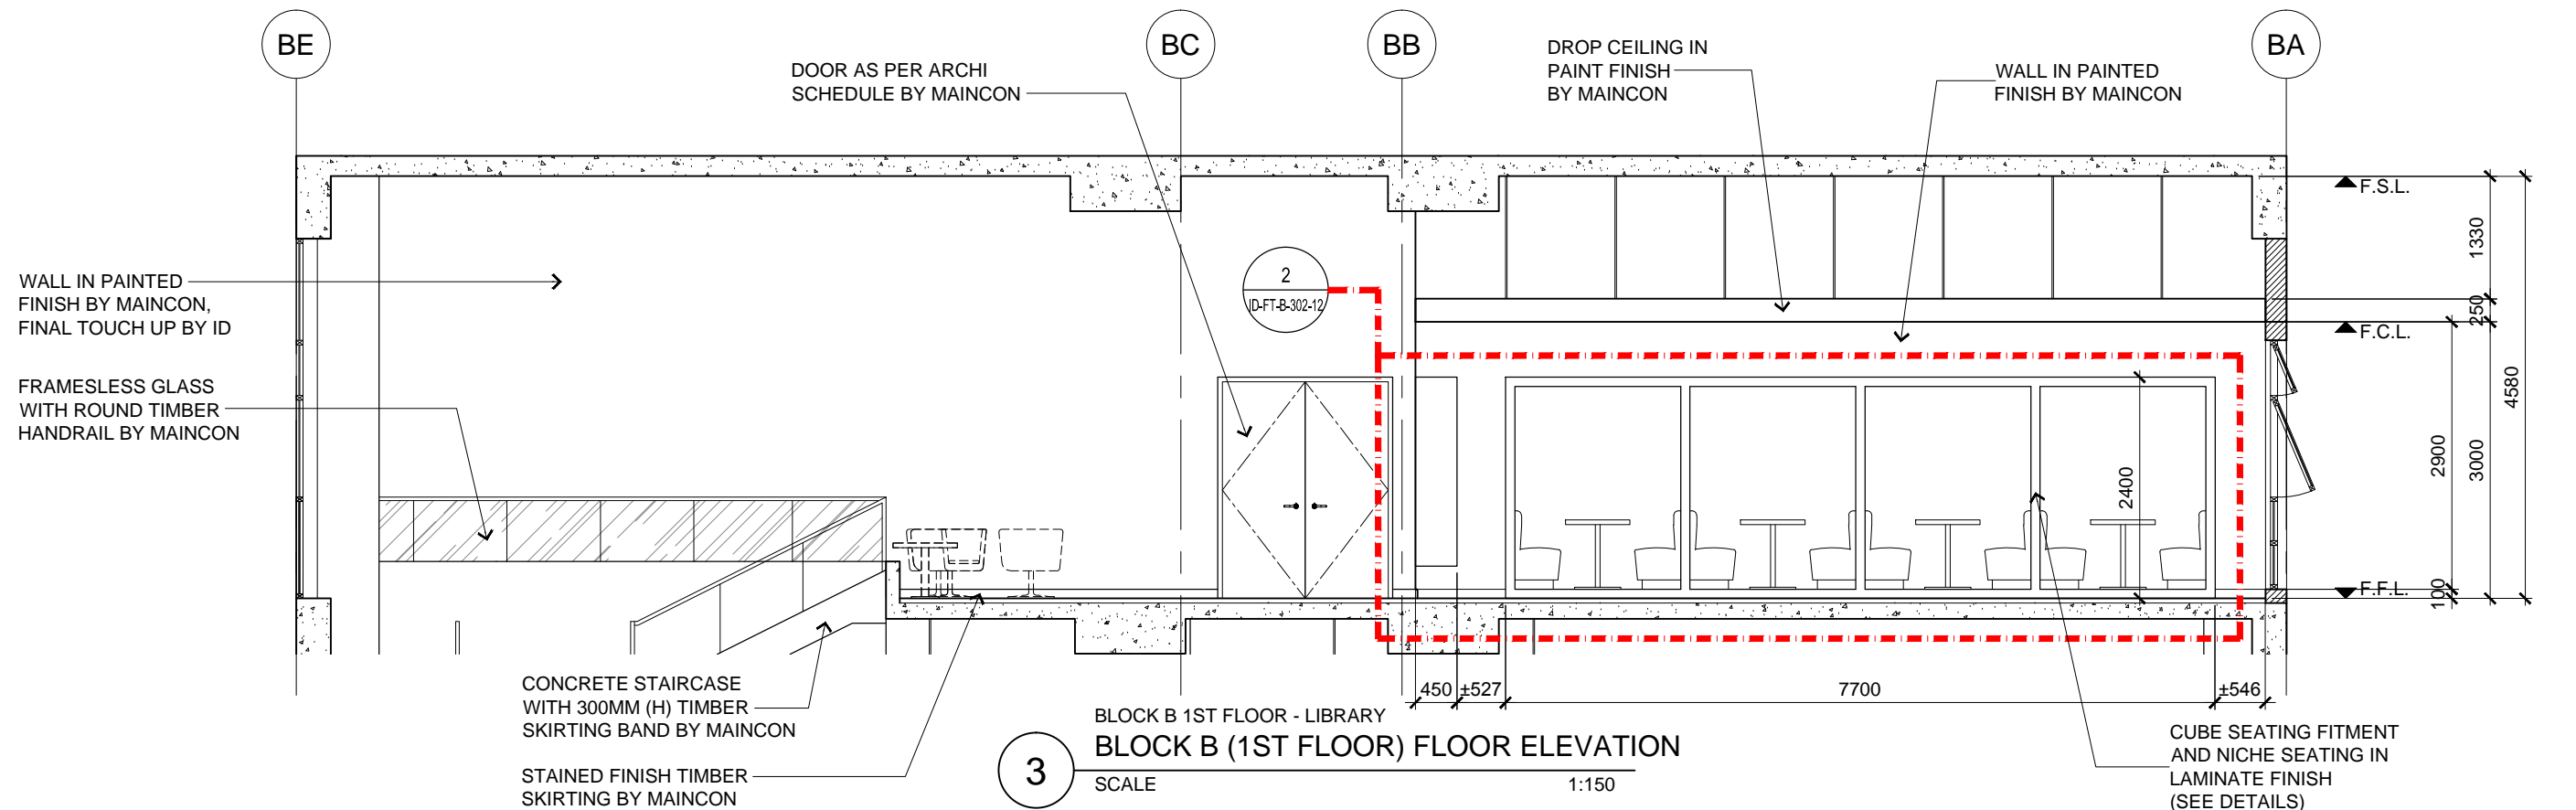 BE
BC
BB
BA
DOOR AS PER ARCHI
SCHEDULE BY MAINCON
DROP CEILING IN
PAINT FINISH
BY MAINCON
WALL IN PAINTED
FINISH BY MAINCON
WALL IN PAINTED
FINISH BY MAINCON,
FINAL TOUCH UP BY ID
FRAMESLESS GLASS
WITH ROUND TIMBER
HANDRAIL BY MAINCON
2
ID-FT-B-302-12
F.S.L.
F.C.L.
F.F.L.
1330
250
4580
2900
3000
2400
100
450
±527
7700
±546
CONCRETE STAIRCASE
WITH 300MM (H) TIMBER
SKIRTING BAND BY MAINCON
STAINED FINISH TIMBER
SKIRTING BY MAINCON
3
BLOCK B 1ST FLOOR - LIBRARY
BLOCK B (1ST FLOOR) FLOOR ELEVATION
SCALE 1:150
CUBE SEATING FITMENT
AND NICHE SEATING IN
LAMINATE FINISH
(SEE DETAILS)